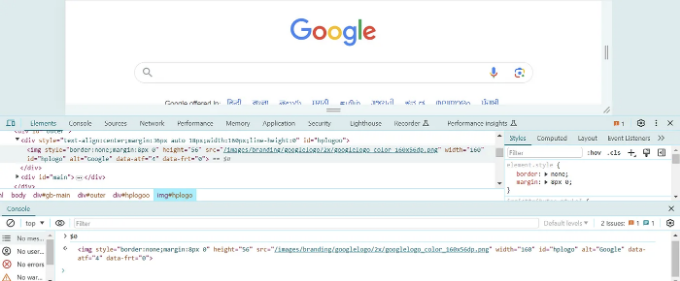 Google
Google offered in: हिन्दी বাংলা తెలుగు मराठी தமிழ் ગુજરાતી ಕನ್ನಡ മലയാളം ਪੰਜਾਬੀ
Elements Console Sources Network Performance Memory Application Security Lighthouse Recorder Performance insights 1
<div style="text-align:center;margin:36px auto 18px;width:160px;line-height:0" id="hplogoo">
<img style="border:none;margin:8px 0" height="56" src="/images/branding/googlelogo/2x/googlelogo_color_160x56dp.png" width="160"
id="hplogo" alt="Google" data-atf="4" data-frt="0"> == $0
</div>
<div id="main"> </div>
</div>
Styles Computed Layout Event Listeners
Filter :hov .cls
element.style {
border: none;
margin: 8px 0;
}
body div#gb-main div#outer div#hplogoo img#hplogo
Console
top Filter Default levels 2 Issues: 1 1
No mes...
No user...
No errors
No war...
> $0
<img style="border:none;margin:8px 0" height="56" src="/images/branding/googlelogo/2x/googlelogo_color_160x56dp.png" width="160" id="hplogo" alt="Google" data-
atf="4" data-frt="0">
>